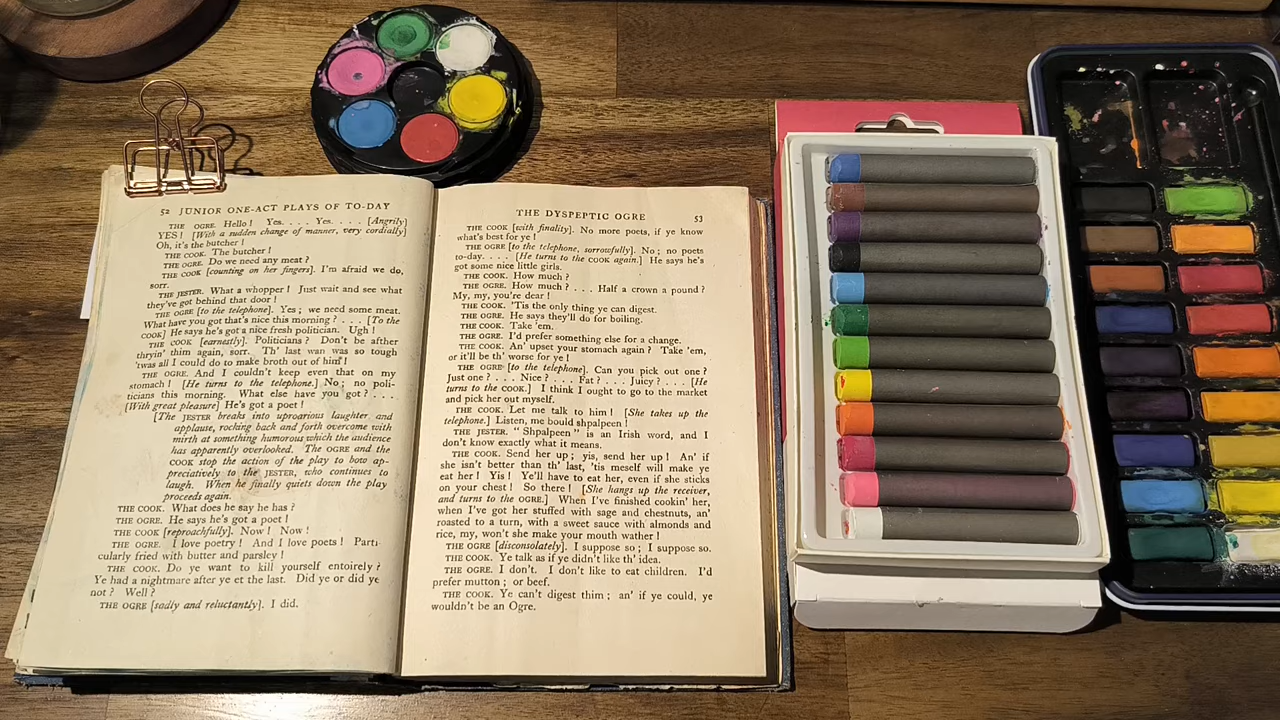 52 JUNIOR ONE-ACT PLAYS OF TO-DAY
THE OGRE. Hello ! Yes. . . . Yes. . . . [Angrily]
YES ! [With a sudden change of manner, very cordially]
Oh, it's the butcher !
THE COOK. The butcher !
THE OGRE. Do we need any meat ?
THE COOK [counting on her fingers]. I'm afraid we do,
sorr.
THE JESTER. What a whopper ! Just wait and see what
they've got behind that door !
THE OGRE [to the telephone]. Yes ; we need some meat.
What have you got that's nice this morning ? . . . . [To the
COOK] He says he's got a nice fresh politician. Ugh !
THE COOK [earnestly]. Politicians ? Don't be afther
thryin' thim again, sorr. Th' last wan was so tough
'twas all I could do to make broth out of him !
THE OGRE. And I couldn't keep even that on my
stomach ! [He turns to the telephone.] No ; no poli-
ticians this morning. What else have you got ? . . .
[With great pleasure] He's got a poet !
[The JESTER breaks into uproarious laughter and
applause, rocking back and forth overcome with
mirth at something humorous which the audience
has apparently overlooked. The OGRE and the
COOK stop the action of the play to bow ap-
preciatively to the JESTER, who continues to
laugh. When he finally quiets down the play
proceeds again.
THE COOK. What does he say he has ?
THE OGRE. He says he's got a poet !
THE COOK [reproachfully]. Now ! Now !
THE OGRE. I love poetry ! And I love poets ! Parti-
cularly fried with butter and parsley !
THE COOK. Do ye want to kill yourself entoirely ?
Ye had a nightmare after ye et the last. Did ye or did ye
not ? Well ?
THE OGRE [sadly and reluctantly]. I did.
THE DYSPEPTIC OGRE 53
THE COOK [with finality]. No more poets, if ye know
what's best for ye !
THE OGRE [to the telephone, sorrowfully]. No ; no poets
to-day. . . . [He turns to the COOK again.] He says he's
got some nice little girls.
THE COOK. How much ?
THE OGRE. How much ? . . . Half a crown a pound ?
My, my, you're dear !
THE COOK. 'Tis the only thing ye can digest.
THE OGRE. He says they'll do for boiling.
THE COOK. Take 'em.
THE OGRE. I'd prefer something else for a change.
THE COOK. An' upset your stomach again ? Take 'em,
or it'll be th' worse for ye !
THE OGRE [to the telephone]. Can you pick out one ?
Just one ? . . . Nice ? . . . Fat ? . . . Juicy ? . . . [He
turns to the COOK.] I think I ought to go to the market
and pick her out myself.
THE COOK. Let me talk to him ! [She takes up the
telephone.] Listen, me bould shpalpeen !
THE JESTER. " Shpalpeen " is an Irish word, and I
don't know exactly what it means.
THE COOK. Send her up ; yis, send her up ! An' if
she isn't better than th' last, 'tis meself will make ye
eat her ! Yis ! Ye'll have to eat her, even if she sticks
on your chest ! So there ! [She hangs up the receiver,
and turns to the OGRE.] When I've finished cookin' her,
when I've got her stuffed with sage and chestnuts, an'
roasted to a turn, with a sweet sauce with almonds and
rice, my, won't she make your mouth wather !
THE OGRE [disconsolately]. I suppose so ; I suppose so.
THE COOK. Ye talk as if ye didn't like th' idea.
THE OGRE. I don't. I don't like to eat children. I'd
prefer mutton ; or beef.
THE COOK. Ye can't digest thim ; an' if ye could, ye
wouldn't be an Ogre.